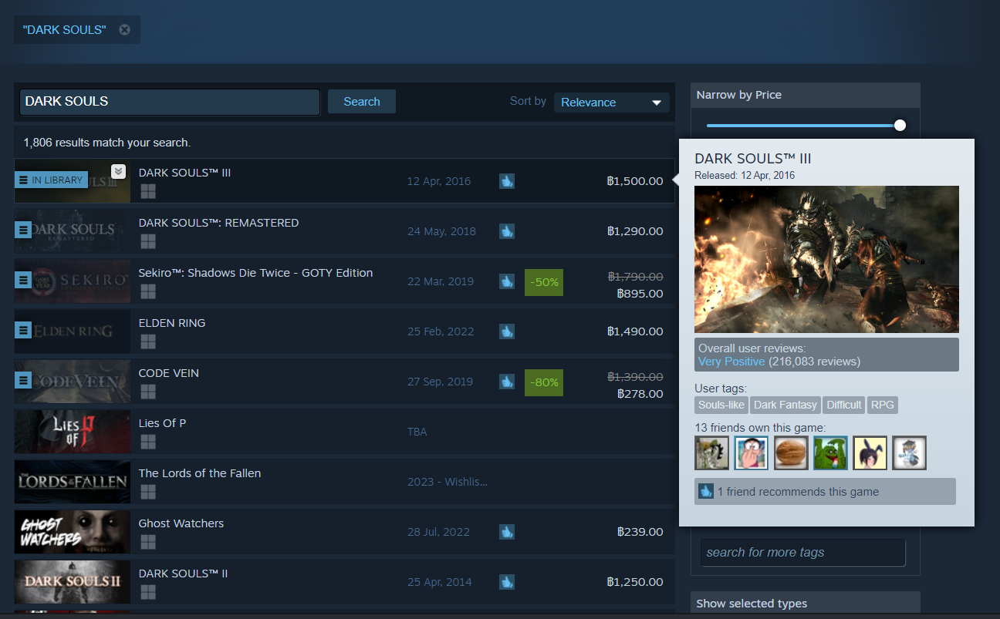 "DARK SOULS"
DARK SOULS
Search
Sort by
Relevance
1,806 results match your search.
IN LIBRARY
DARK SOULS™ III
12 Apr, 2016
฿1,500.00
DARK SOULS
REMASTERED
DARK SOULS™: REMASTERED
24 May, 2018
฿1,290.00
SEKIRO
Sekiro™: Shadows Die Twice - GOTY Edition
22 Mar, 2019
-50%
฿1,790.00
฿895.00
ELDEN RING
ELDEN RING
25 Feb, 2022
฿1,490.00
CODE VEIN
CODE VEIN
27 Sep, 2019
-80%
฿1,390.00
฿278.00
LIES
OF P
Lies Of P
TBA
THE
LORDS OF THE FALLEN
The Lords of the Fallen
2023 - Wishlis...
GHOST
WATCHERS
Ghost Watchers
28 Jul, 2022
฿239.00
DARK SOULS II
DARK SOULS™ II
25 Apr, 2014
฿1,250.00
Narrow by Price
DARK SOULS™ III
Released: 12 Apr, 2016
Overall user reviews:
Very Positive (216,083 reviews)
User tags:
Souls-like Dark Fantasy Difficult RPG
13 friends own this game:
1 friend recommends this game
search for more tags
Show selected types